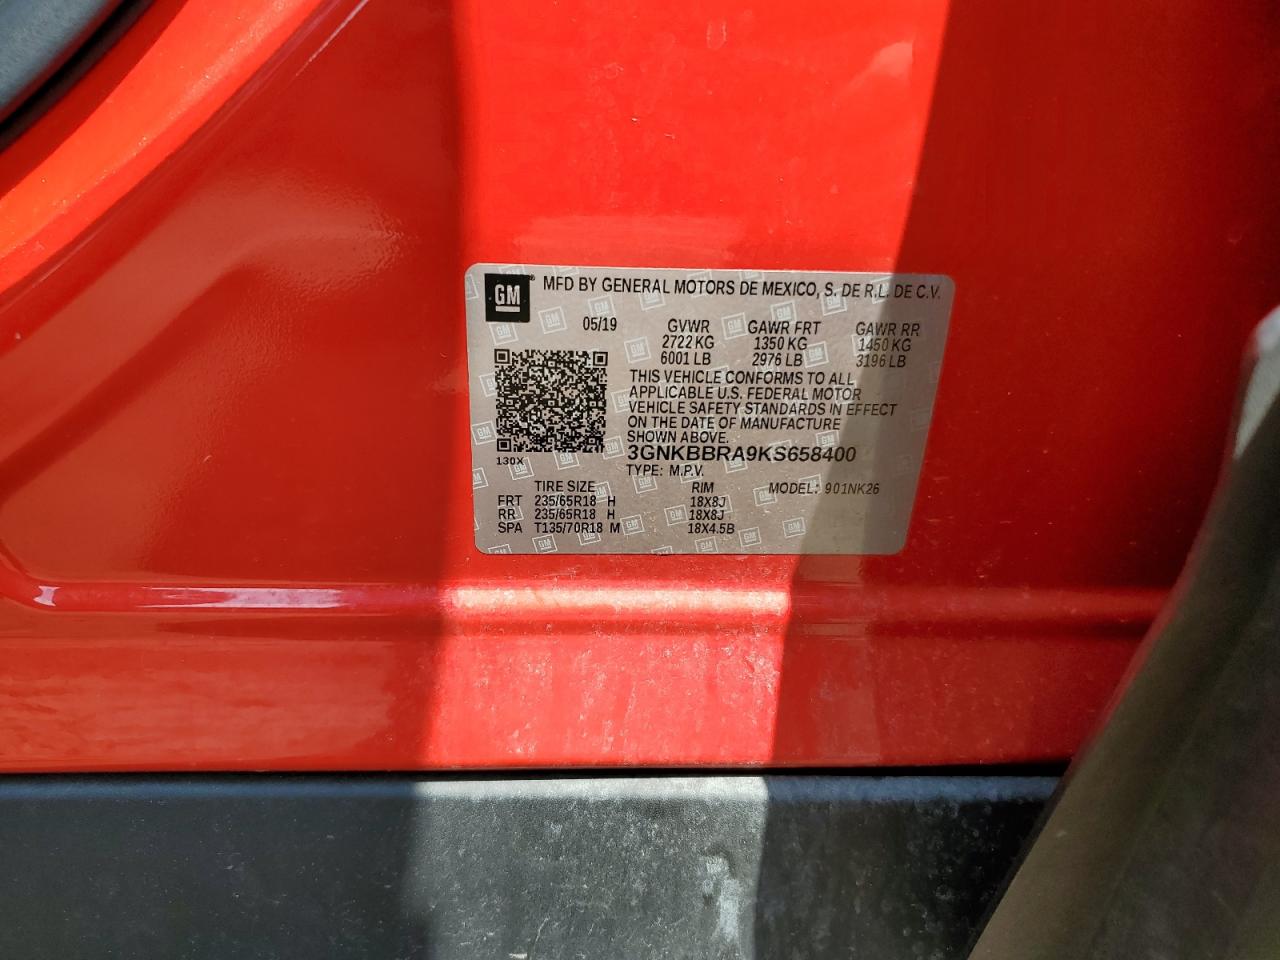 GM ® MFD BY GENERAL MOTORS DE MEXICO, S. DE R.L. DE C.V.
05/19 GVWR GAWR FRT GAWR RR
2722 KG 1350 KG 1450 KG
6001 LB 2976 LB 3196 LB
THIS VEHICLE CONFORMS TO ALL
APPLICABLE U.S. FEDERAL MOTOR
VEHICLE SAFETY STANDARDS IN EFFECT
ON THE DATE OF MANUFACTURE
SHOWN ABOVE.
130X 3GNKBBRA9KS658400
TYPE: M.P.V.
TIRE SIZE RIM MODEL: 901NK26
FRT 235/65R18 H 18X8J
RR 235/65R18 H 18X8J
SPA T135/70R18 M 18X4.5B